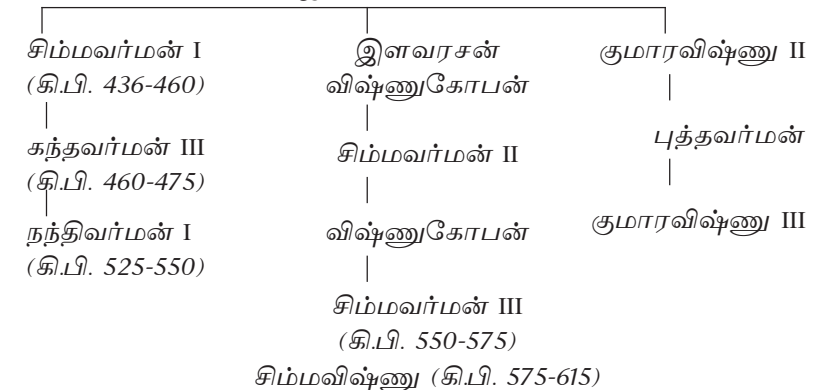 சிம்மவர்மன் I இளவரசன் குமாரவிஷ்ணு II
(கி.பி. 436-460) விஷ்ணுகோபன்
கந்தவர்மன் III சிம்மவர்மன் II புத்தவர்மன்
(கி.பி. 460-475)
நந்திவர்மன் I விஷ்ணுகோபன் குமாரவிஷ்ணு III
(கி.பி. 525-550)
சிம்மவர்மன் III
(கி.பி. 550-575)
சிம்மவிஷ்ணு (கி.பி. 575-615)